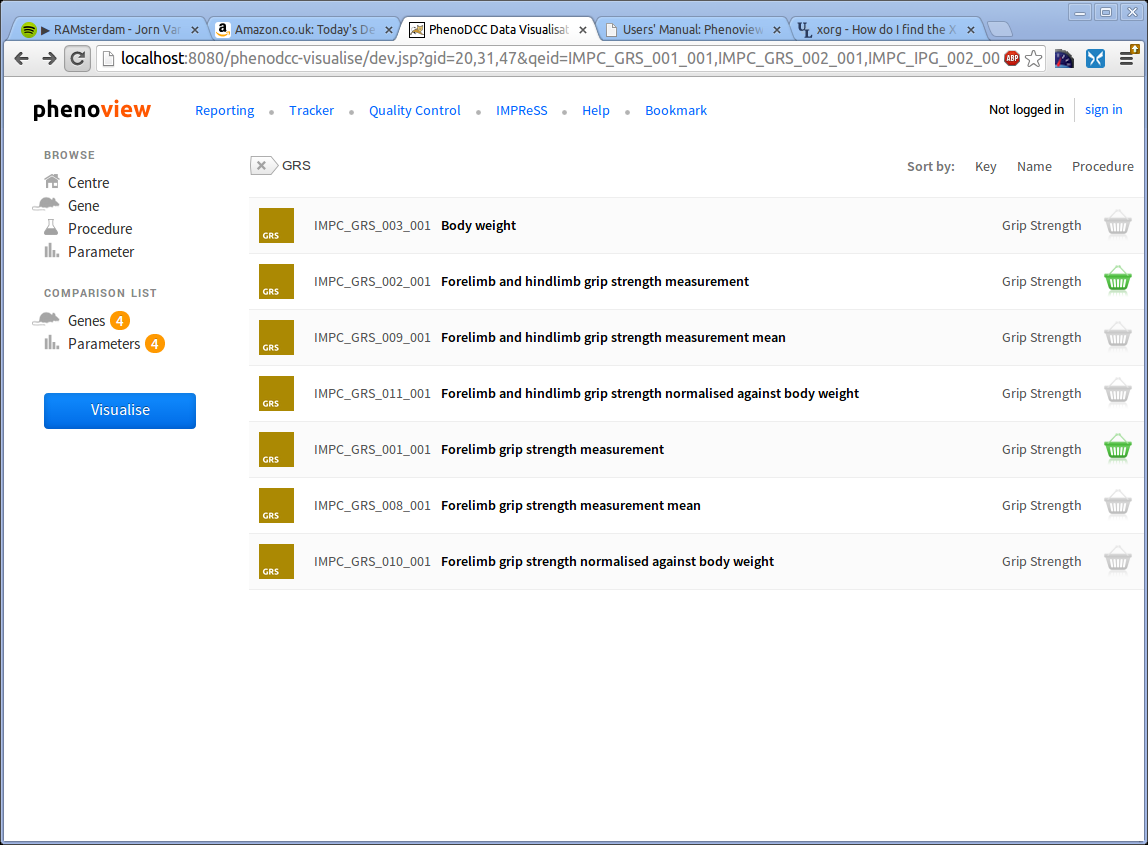 ▶ RAMsterdam - Jorn Var
Amazon.co.uk: Today's De
PhenoDCC Data Visualisat
Users' Manual: Phenoview
UL xorg - How do I find the X
localhost:8080/phenodcc-visualise/dev.jsp?gid=20,31,47&qeid=IMPC_GRS_001_001,IMPC_GRS_002_001,IMPC_IPG_002_00 ABP
phenoview Reporting • Tracker • Quality Control • IMPReSS • Help • Bookmark Not logged in sign in
BROWSE
Centre
Gene
Procedure
Parameter
COMPARISON LIST
Genes 4
Parameters 4
Visualise
GRS Sort by: Key Name Procedure
GRS IMPC_GRS_003_001 Body weight Grip Strength
GRS IMPC_GRS_002_001 Forelimb and hindlimb grip strength measurement Grip Strength
GRS IMPC_GRS_009_001 Forelimb and hindlimb grip strength measurement mean Grip Strength
GRS IMPC_GRS_011_001 Forelimb and hindlimb grip strength normalised against body weight Grip Strength
GRS IMPC_GRS_001_001 Forelimb grip strength measurement Grip Strength
GRS IMPC_GRS_008_001 Forelimb grip strength measurement mean Grip Strength
GRS IMPC_GRS_010_001 Forelimb grip strength normalised against body weight Grip Strength